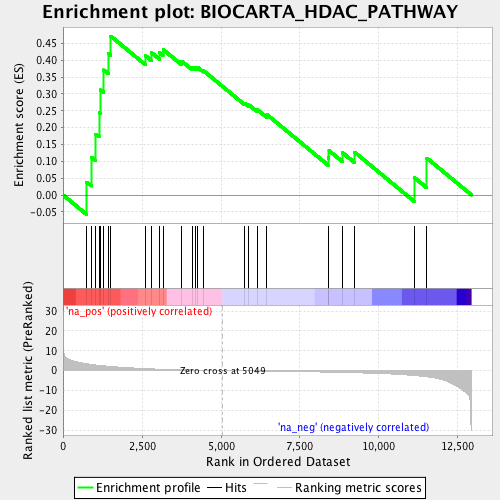 Enrichment plot: BIOCARTA_HDAC_PATHWAY
Enrichment score (ES)
0.45
0.40
0.35
0.30
0.25
0.20
0.15
0.10
0.05
0.00
-0.05
'na_pos' (positively correlated)
Ranked list metric (PreRanked)
30
20
10
0
-10
-20
-30
Zero cross at 5049
'na_neg' (negatively correlated)
0
2,500
5,000
7,500
10,000
12,500
Rank in Ordered Dataset
Enrichment profile
Hits
Ranking metric scores